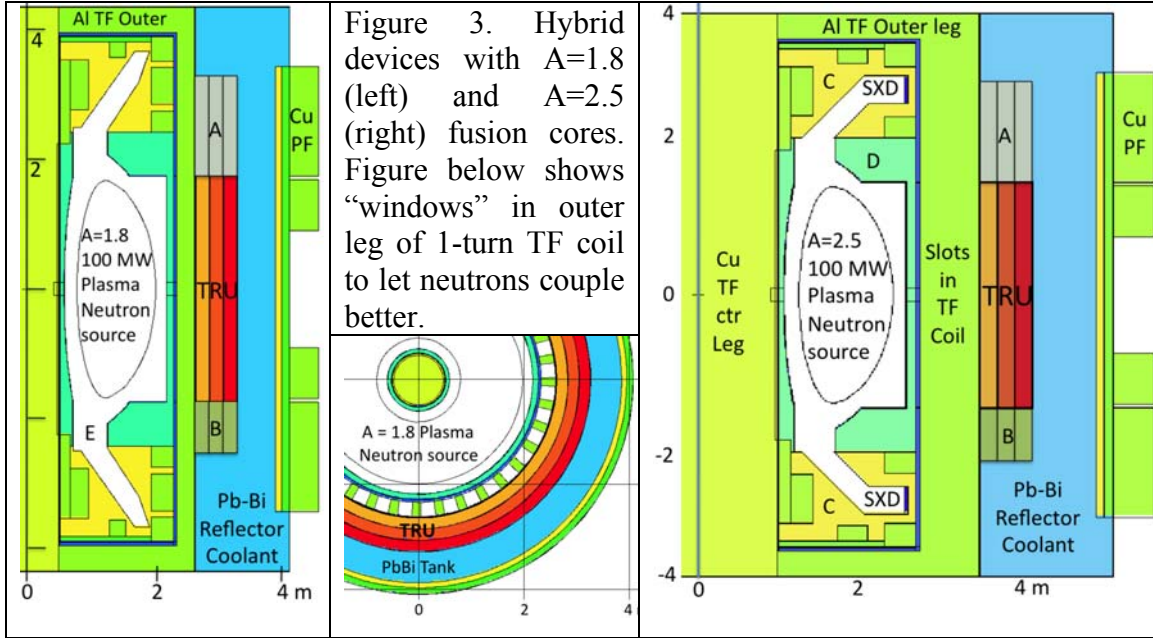 Al TF Outer
4
2
A
Cu
PF
A=1.8
100 MW
Plasma
Neutron
source
TRU
E
B
Pb-Bi
Reflector
Coolant
0
2
4 m
Figure 3. Hybrid
devices with A=1.8
(left) and A=2.5
(right) fusion cores.
Figure below shows
“windows” in outer
leg of 1-turn TF coil
to let neutrons couple
better.
A = 1.8 Plasma
Neutron source
TRU
PbBi Tank
0
2
4
4
2
0
-2
-4
Al TF Outer leg
C
SXD
A
D
Cu
PF
Cu
TF
ctr
Leg
A=2.5
100 MW
Plasma
Neutron
source
Slots
in
TF
Coil
TRU
B
C
SXD
Pb-Bi
Reflector
Coolant
0
2
4 m